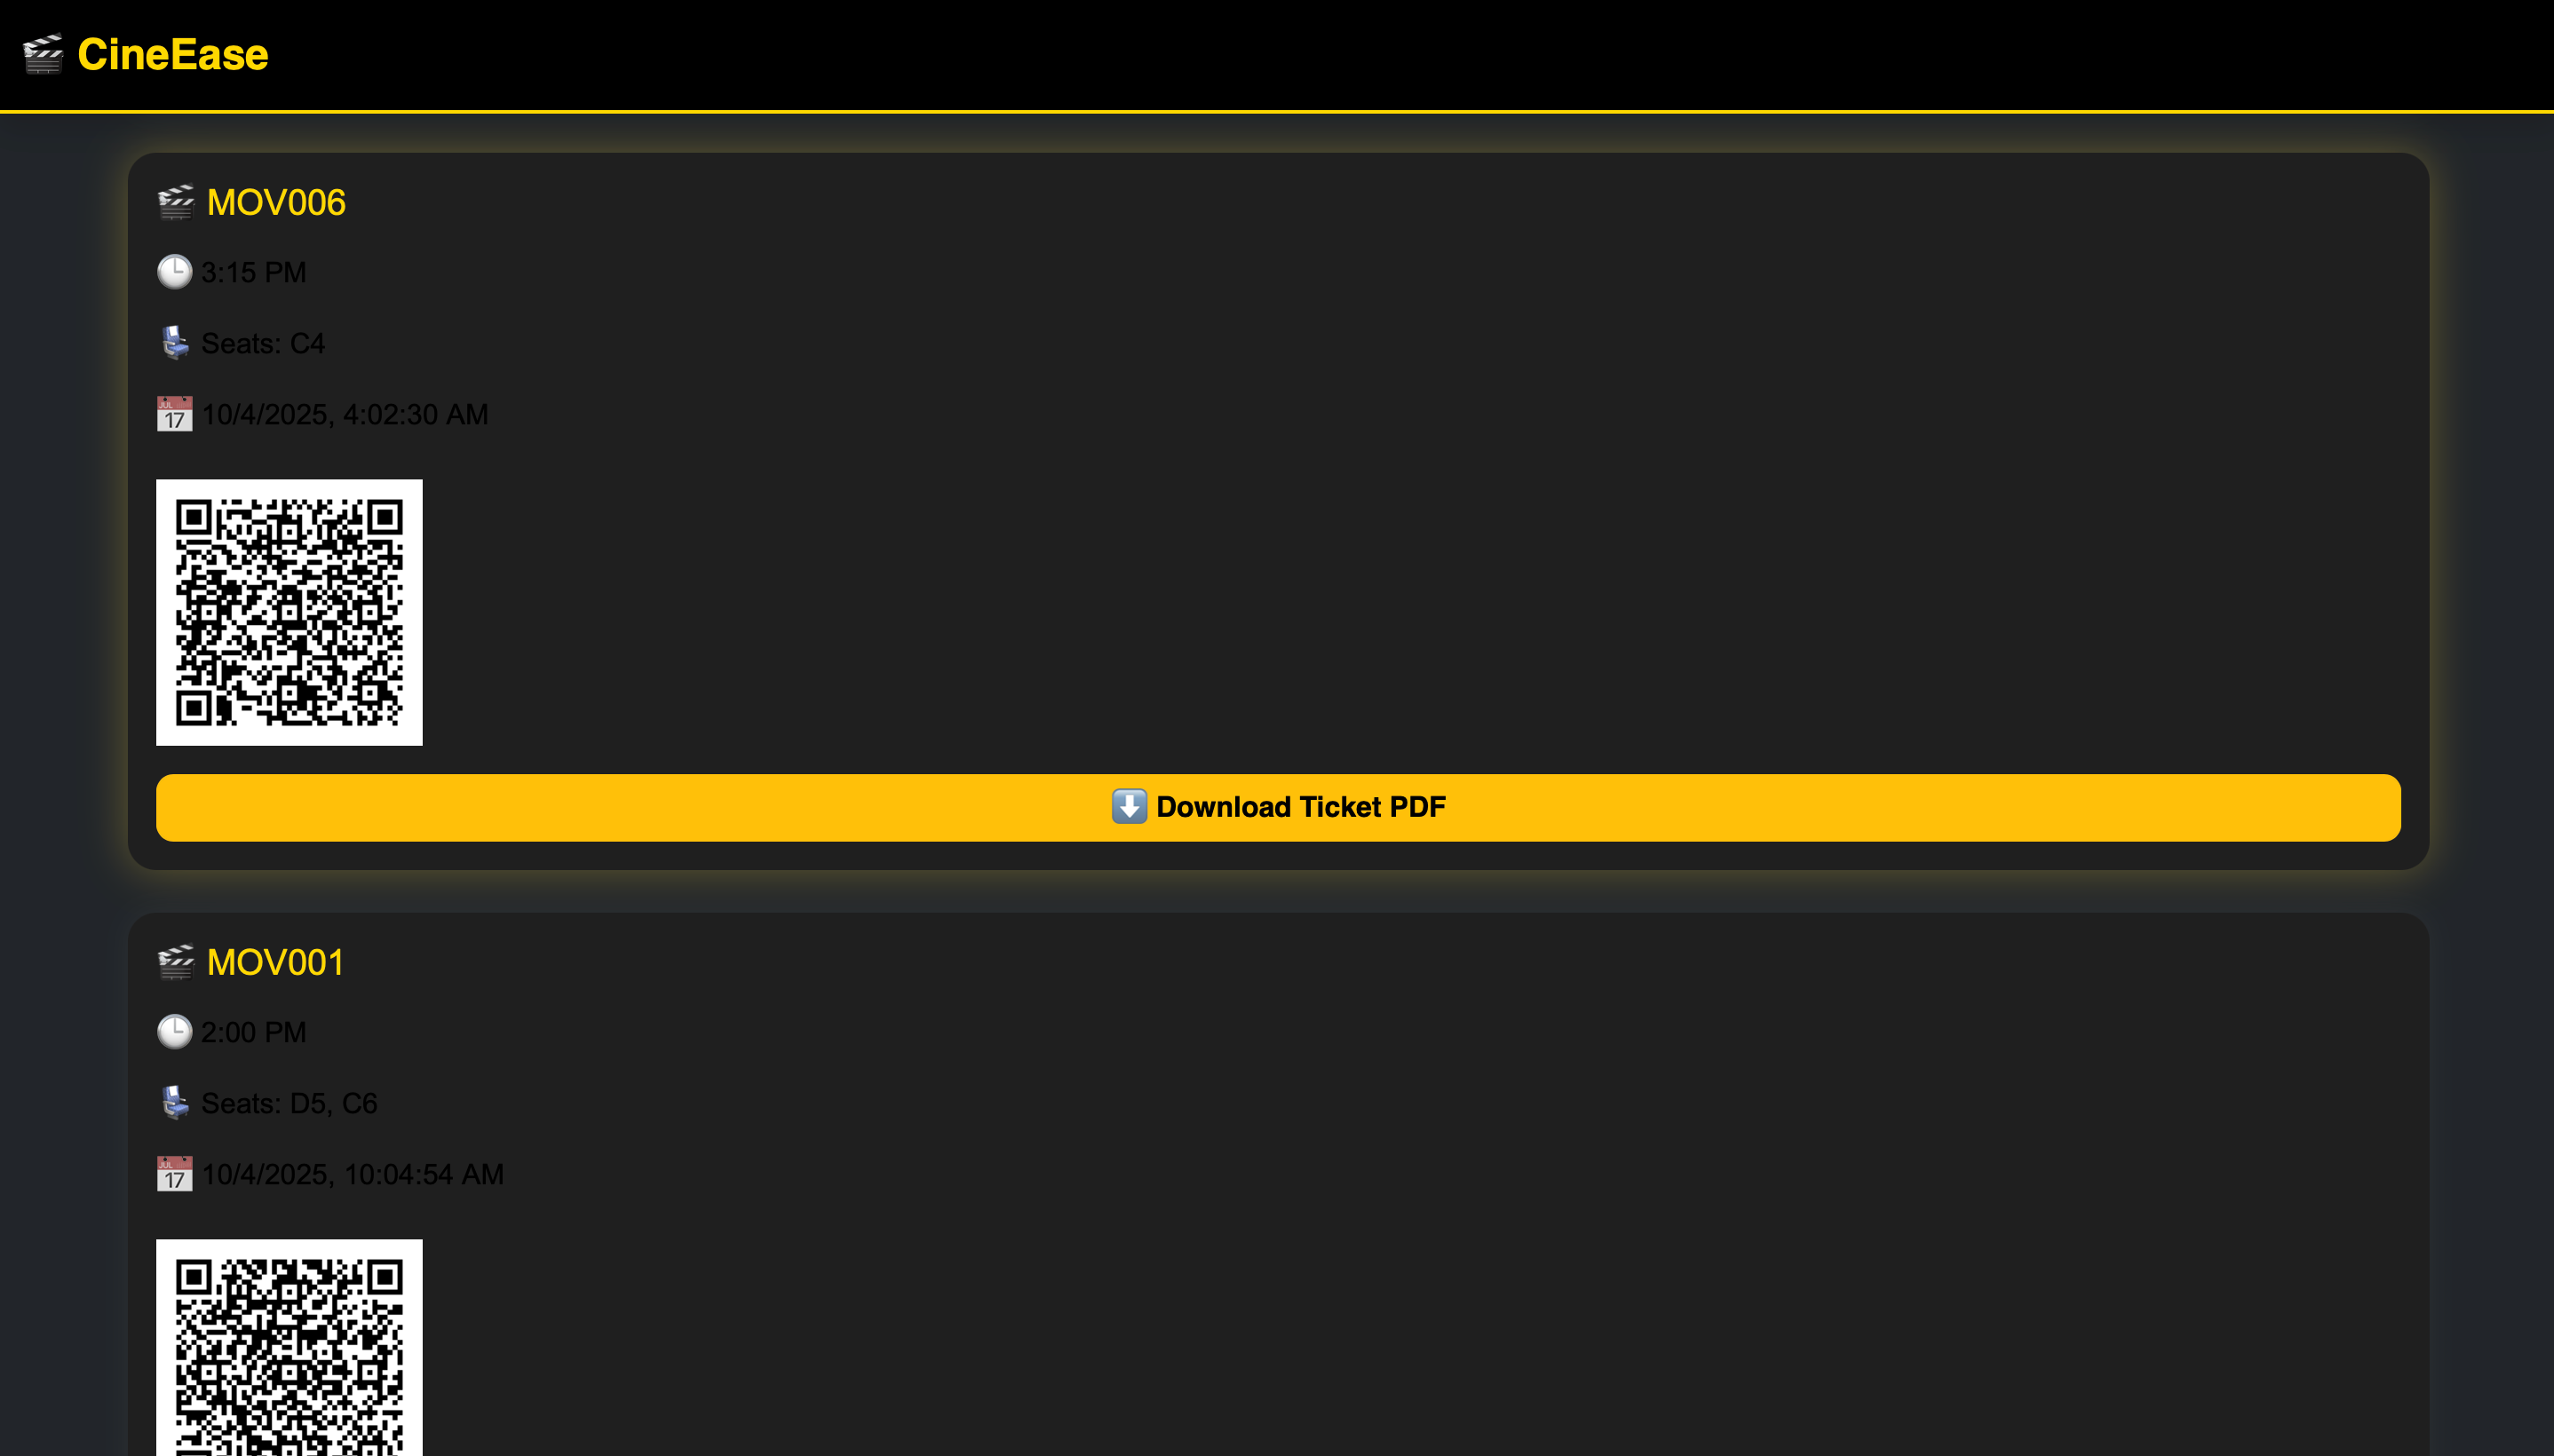 CineEase
MOV006
3:15 PM
Seats: C4
10/4/2025, 4:02:30 AM
Download Ticket PDF
MOV001
2:00 PM
Seats: D5, C6
10/4/2025, 10:04:54 AM